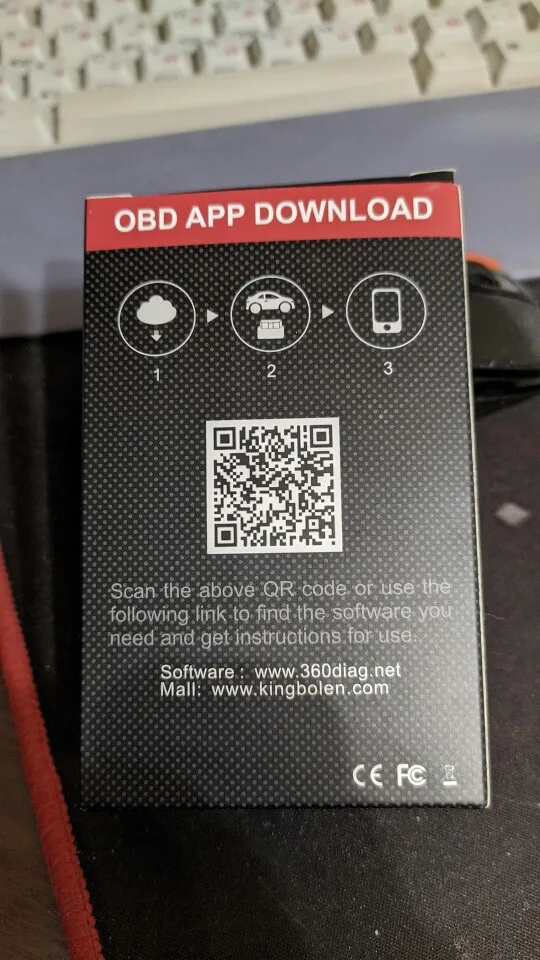 OBD APP DOWNLOAD
1 2 3
Scan the above QR code or use the
following link to find the software you
need and get instructions for use.
Software : www.360diag.net
Mall: www.kingbolen.com
CE FC